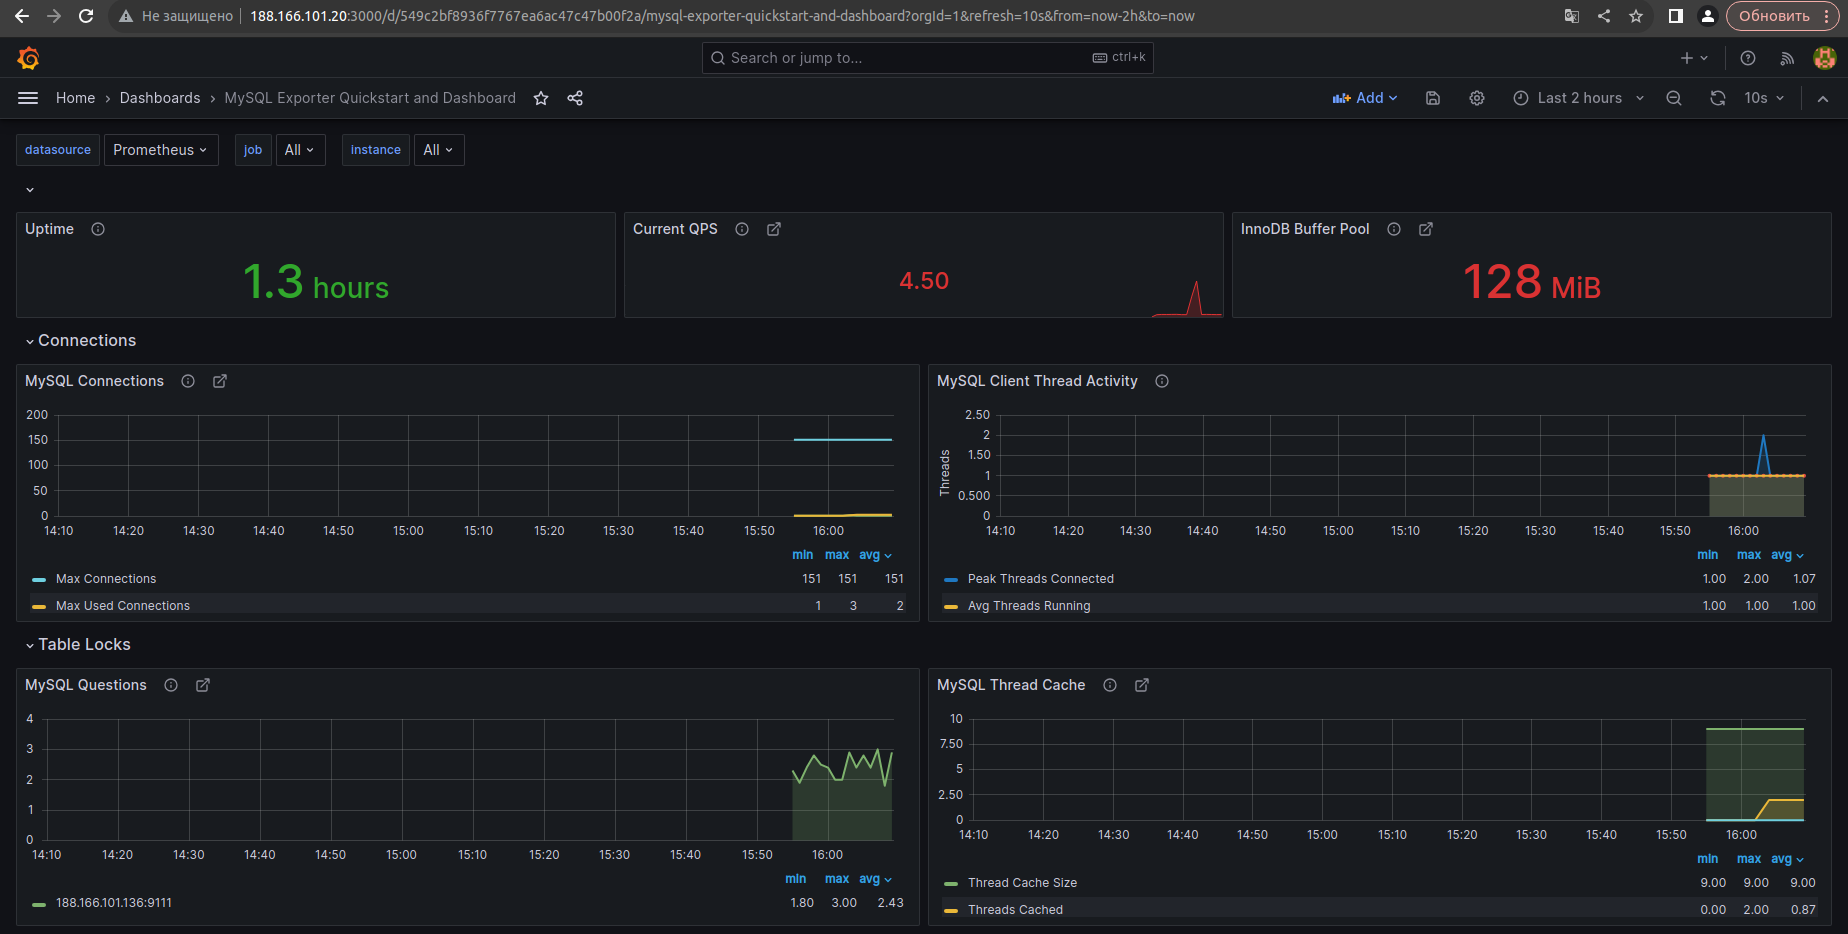 Не защищено 188.166.101.20:3000/d/549c2bf8936f7767ea6ac47c47b00f2a/mysql-exporter-quickstart-and-dashboard?orgId=1&refresh=10s&from=now-2h&to=now Обновить
Search or jump to... ctrl+k
Home › Dashboards › MySQL Exporter Quickstart and Dashboard Add Last 2 hours 10s
datasource Prometheus job All instance All
Uptime
1.3 hours
Current QPS
4.50
InnoDB Buffer Pool
128 MiB
Connections
MySQL Connections
200
150
100
50
0
14:10 14:20 14:30 14:40 14:50 15:00 15:10 15:20 15:30 15:40 15:50 16:00
min max avg
Max Connections 151 151 151
Max Used Connections 1 3 2
MySQL Client Thread Activity
Threads
2.50
2
1.50
1
0.500
0
14:10 14:20 14:30 14:40 14:50 15:00 15:10 15:20 15:30 15:40 15:50 16:00
min max avg
Peak Threads Connected 1.00 2.00 1.07
Avg Threads Running 1.00 1.00 1.00
Table Locks
MySQL Questions
4
3
2
1
0
14:10 14:20 14:30 14:40 14:50 15:00 15:10 15:20 15:30 15:40 15:50 16:00
min max avg
188.166.101.136:9111 1.80 3.00 2.43
MySQL Thread Cache
10
7.50
5
2.50
0
14:10 14:20 14:30 14:40 14:50 15:00 15:10 15:20 15:30 15:40 15:50 16:00
min max avg
Thread Cache Size 9.00 9.00 9.00
Threads Cached 0.00 2.00 0.87